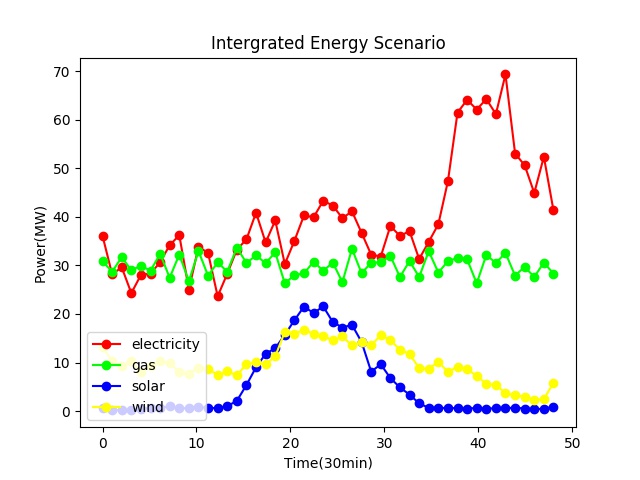 Intergrated Energy Scenario
Power(MW)
70
60
50
40
30
20
10
0
electricity
gas
solar
wind
0 10 20 30 40 50
Time(30min)